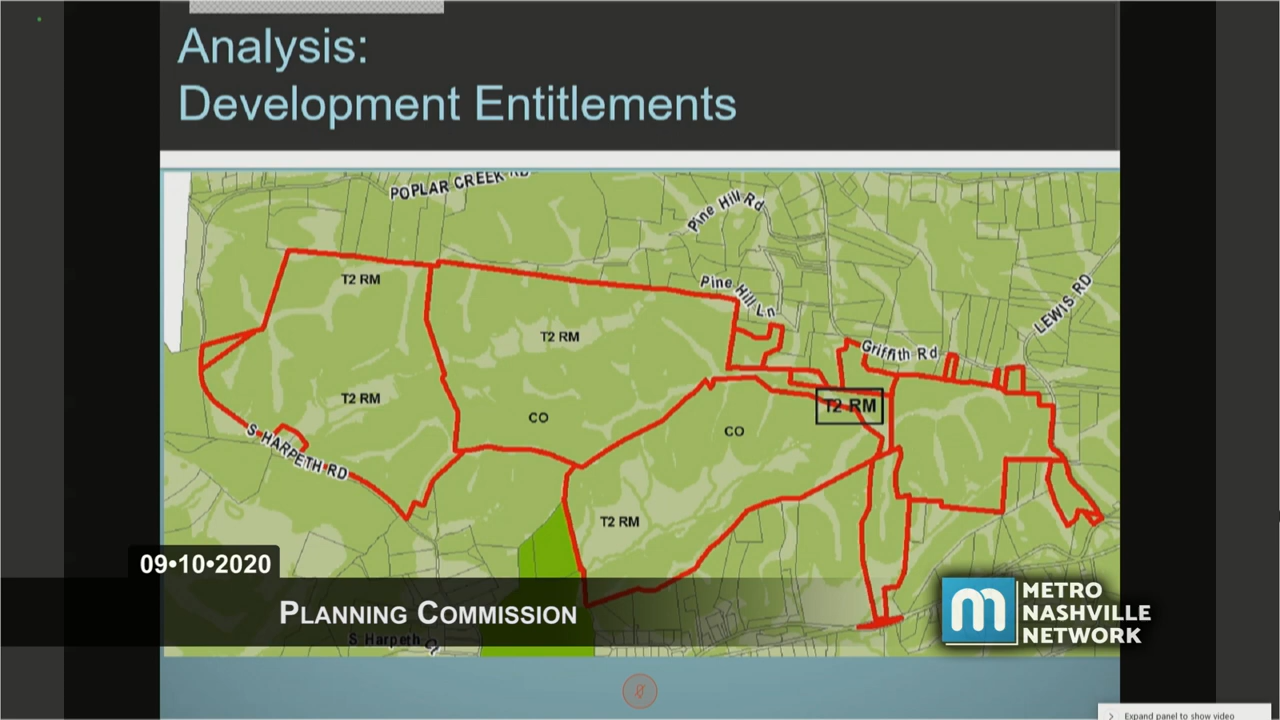 Analysis:
Development Entitlements
POPLAR CREEK RD
Pine Hill Rd
T2 RM
Pine Hill Ln
LEWIS RD
T2 RM
Griffith Rd
T2 RM
T2 RM
CO
CO
S HARPETH RD
T2 RM
09•10•2020
PLANNING COMMISSION
METRO
NASHVILLE
NETWORK
S Harpeth Ct
Expand panel to show video